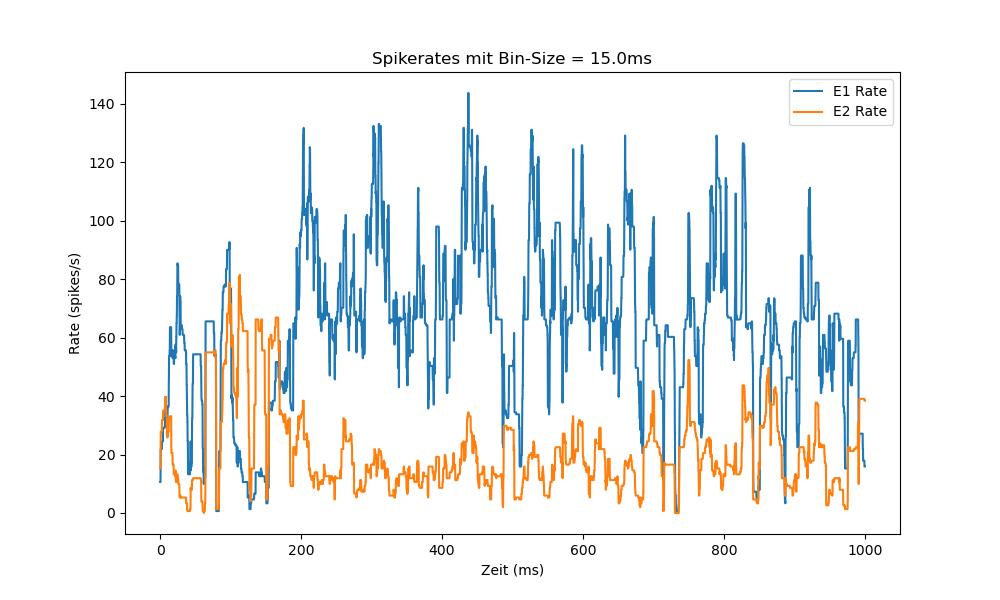 Spikerates mit Bin-Size = 15.0ms
E1 Rate
E2 Rate
140
120
100
80
60
40
20
0
Rate (spikes/s)
0 200 400 600 800 1000
Zeit (ms)